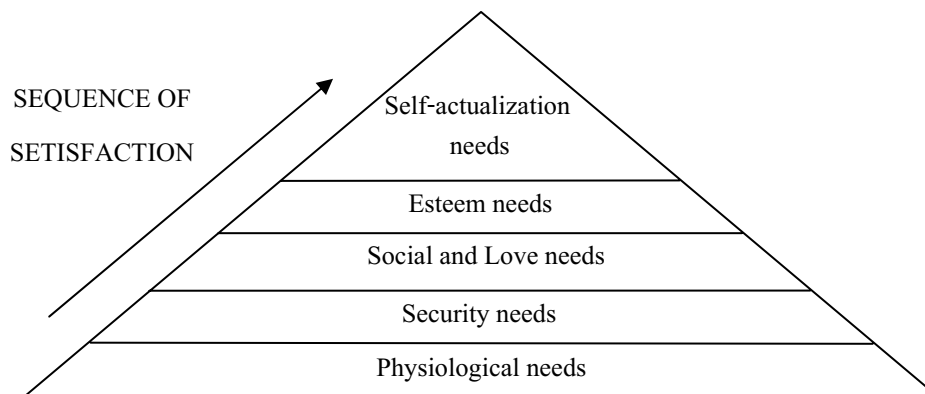 SEQUENCE OF
SETISFACTION
Self-actualization
needs
Esteem needs
Social and Love needs
Security needs
Physiological needs